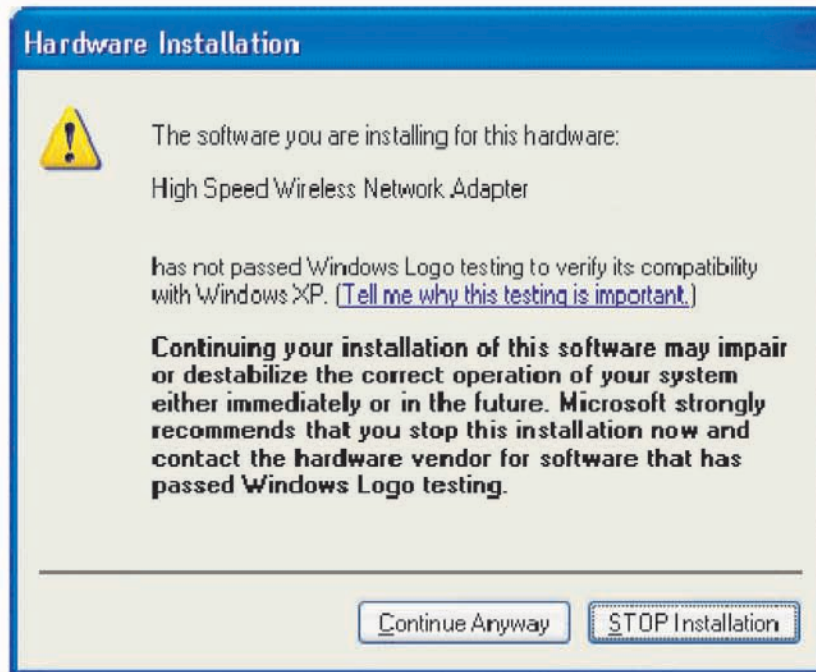 Hardware Installation
The software you are installing for this hardware:
High Speed Wireless Network Adapter
has not passed Windows Logo testing to verify its compatibility
with Windows XP. (Tell me why this testing is important.)
Continuing your installation of this software may impair
or destabilize the correct operation of your system
either immediately or in the future. Microsoft strongly
recommends that you stop this installation now and
contact the hardware vendor for software that has
passed Windows Logo testing.
Continue Anyway
STOP Installation